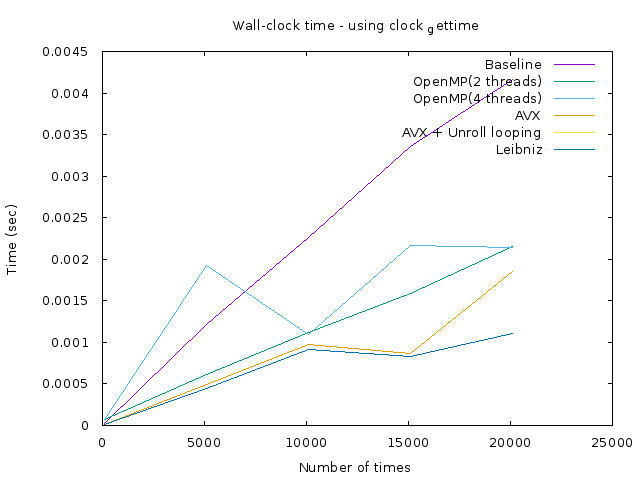 Wall-clock time - using clock gettime
0.0045
0.004
0.0035
0.003
0.0025
0.002
0.0015
0.001
0.0005
0
Time (sec)
Baseline
OpenMP(2 threads)
OpenMP(4 threads)
AVX
AVX + Unroll looping
Leibniz
0 5000 10000 15000 20000 25000
Number of times